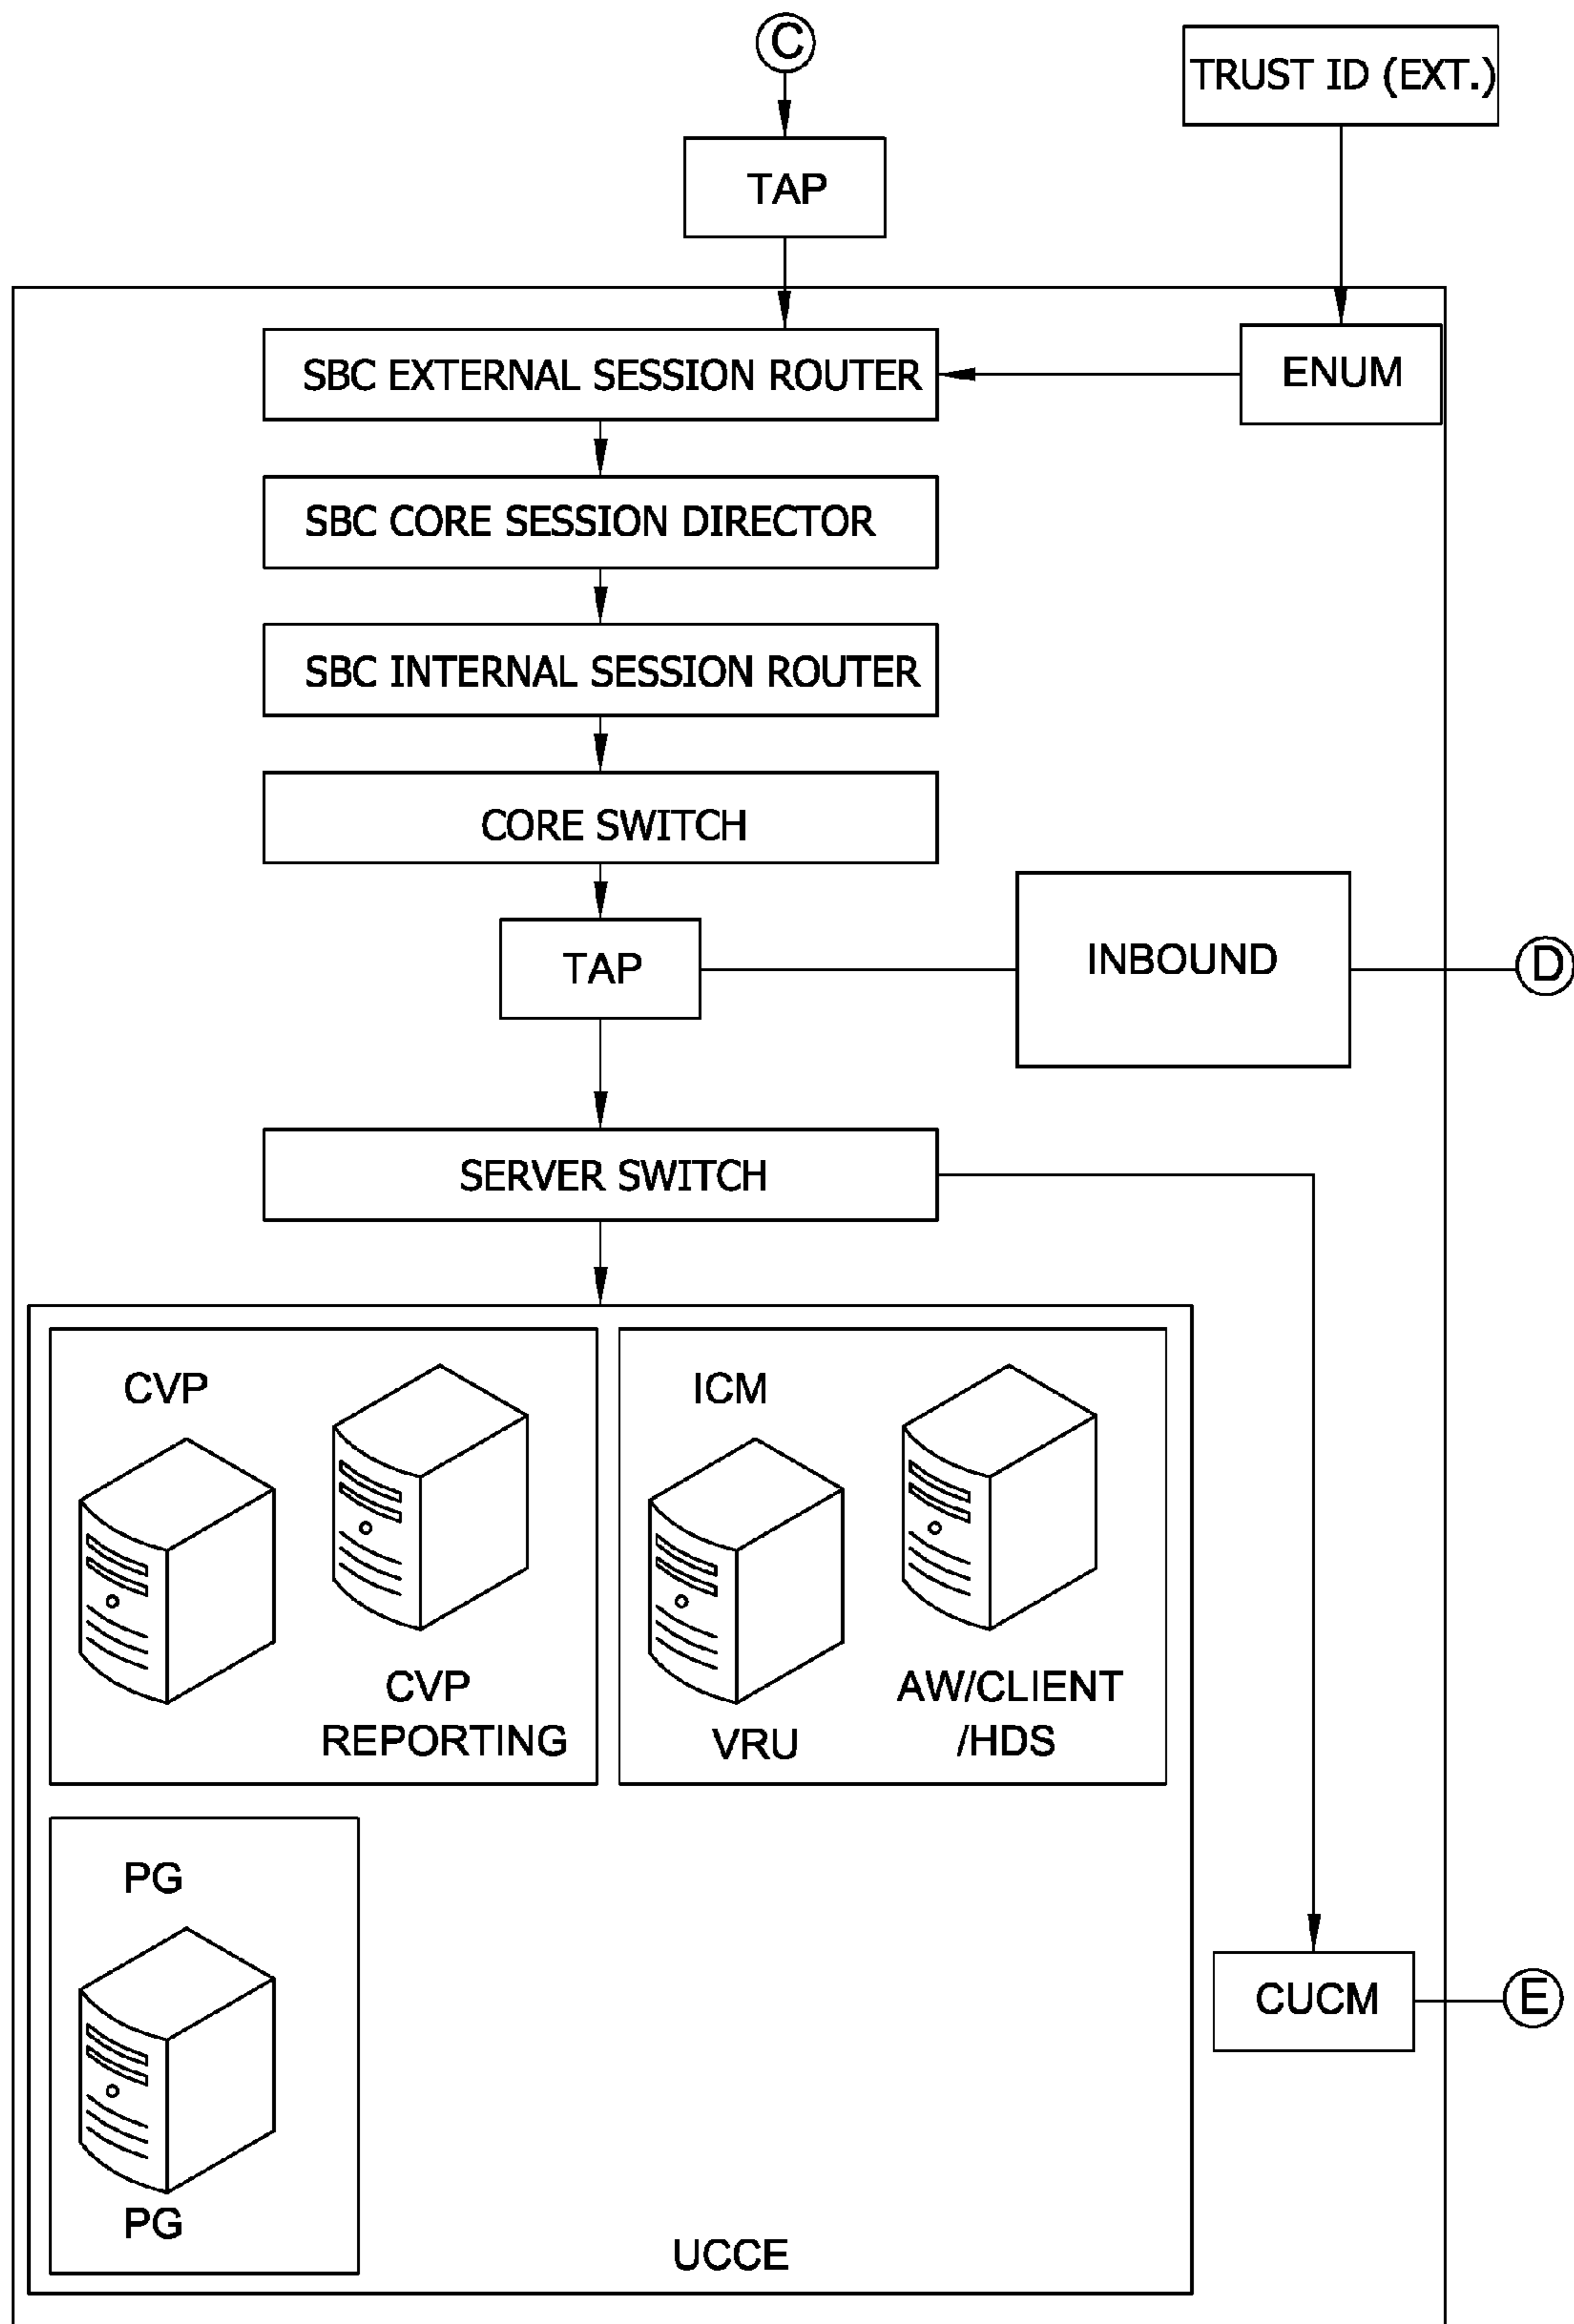 C
TRUST ID (EXT.)
TAP
SBC EXTERNAL SESSION ROUTER
ENUM
SBC CORE SESSION DIRECTOR
SBC INTERNAL SESSION ROUTER
CORE SWITCH
TAP
INBOUND
D
SERVER SWITCH
CVP
CVP
REPORTING
ICM
VRU
AW/CLIENT
/HDS
PG
PG
UCCE
CUCM
E